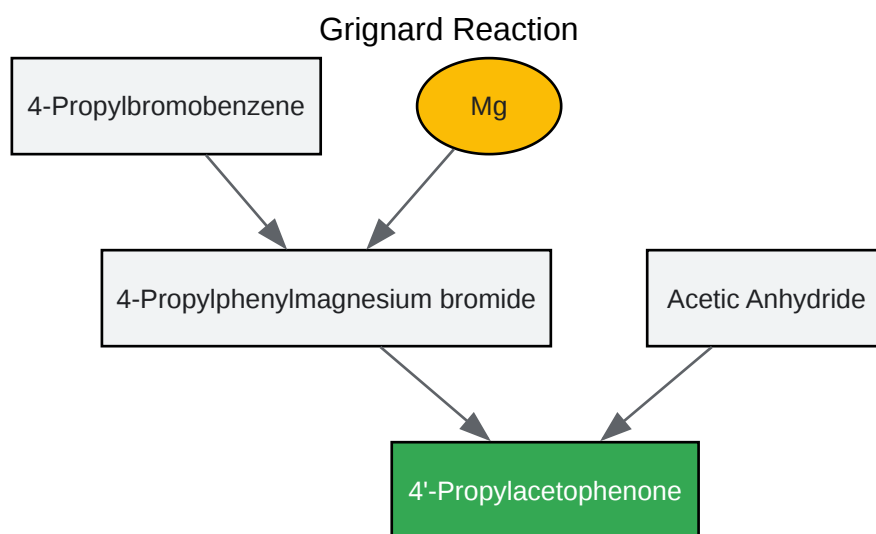 Grignard Reaction
4-Propylbromobenzene
Mg
4-Propylphenylmagnesium bromide
Acetic Anhydride
4'-Propylacetophenone